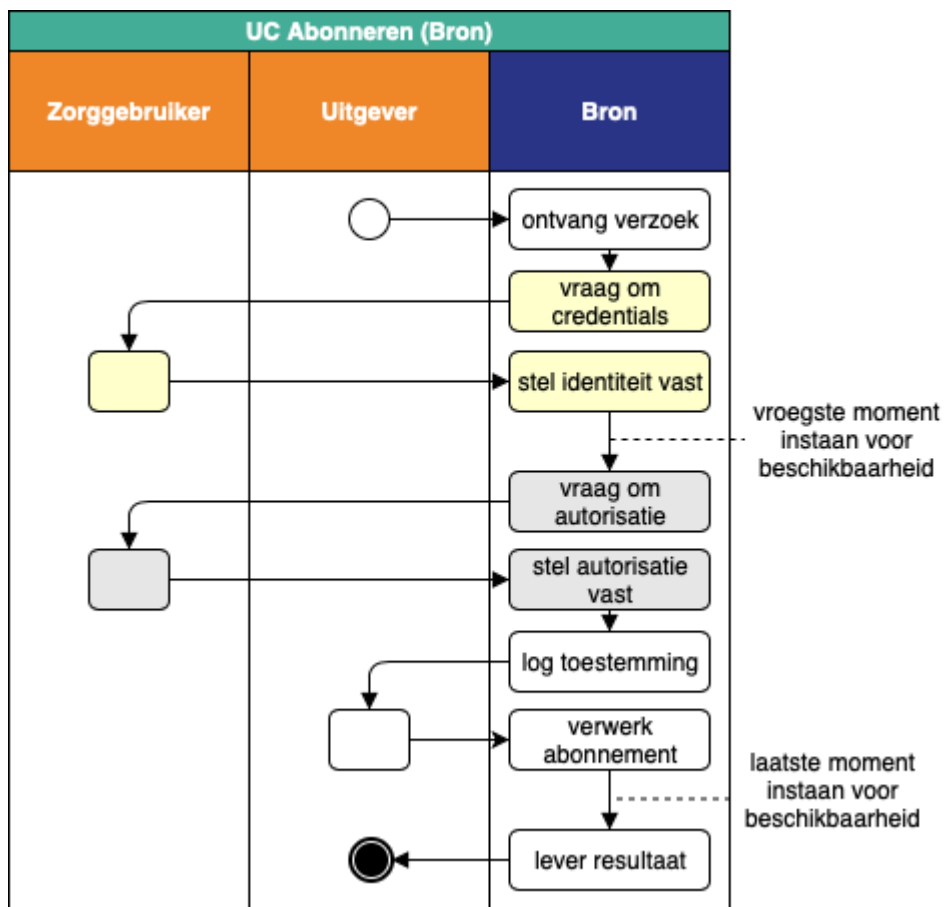 UC Abonneren (Bron)
Zorggebruiker
Uitgever
Bron
ontvang verzoek
vraag om
credentials
stel identiteit vast
vroegste moment
instaan voor
beschikbaarheid
vraag om
autorisatie
stel autorisatie
vast
log toestemming
verwerk
abonnement
laatste moment
instaan voor
beschikbaarheid
lever resultaat